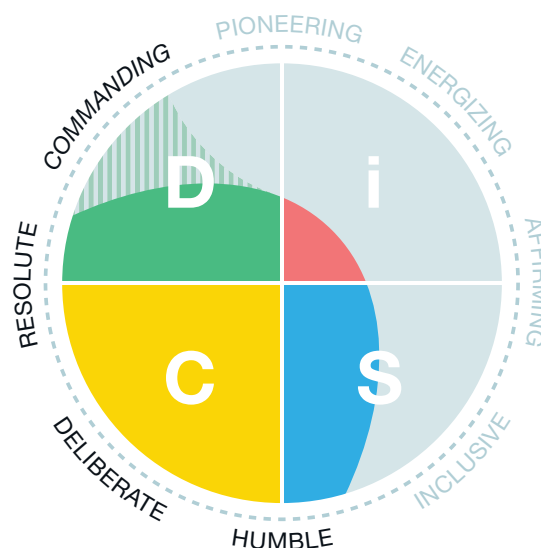 PIONEERING
ENERGIZING
AFFIRMING
INCLUSIVE
HUMBLE
DELIBERATE
RESOLUTE
COMMANDING
D
i
C
S